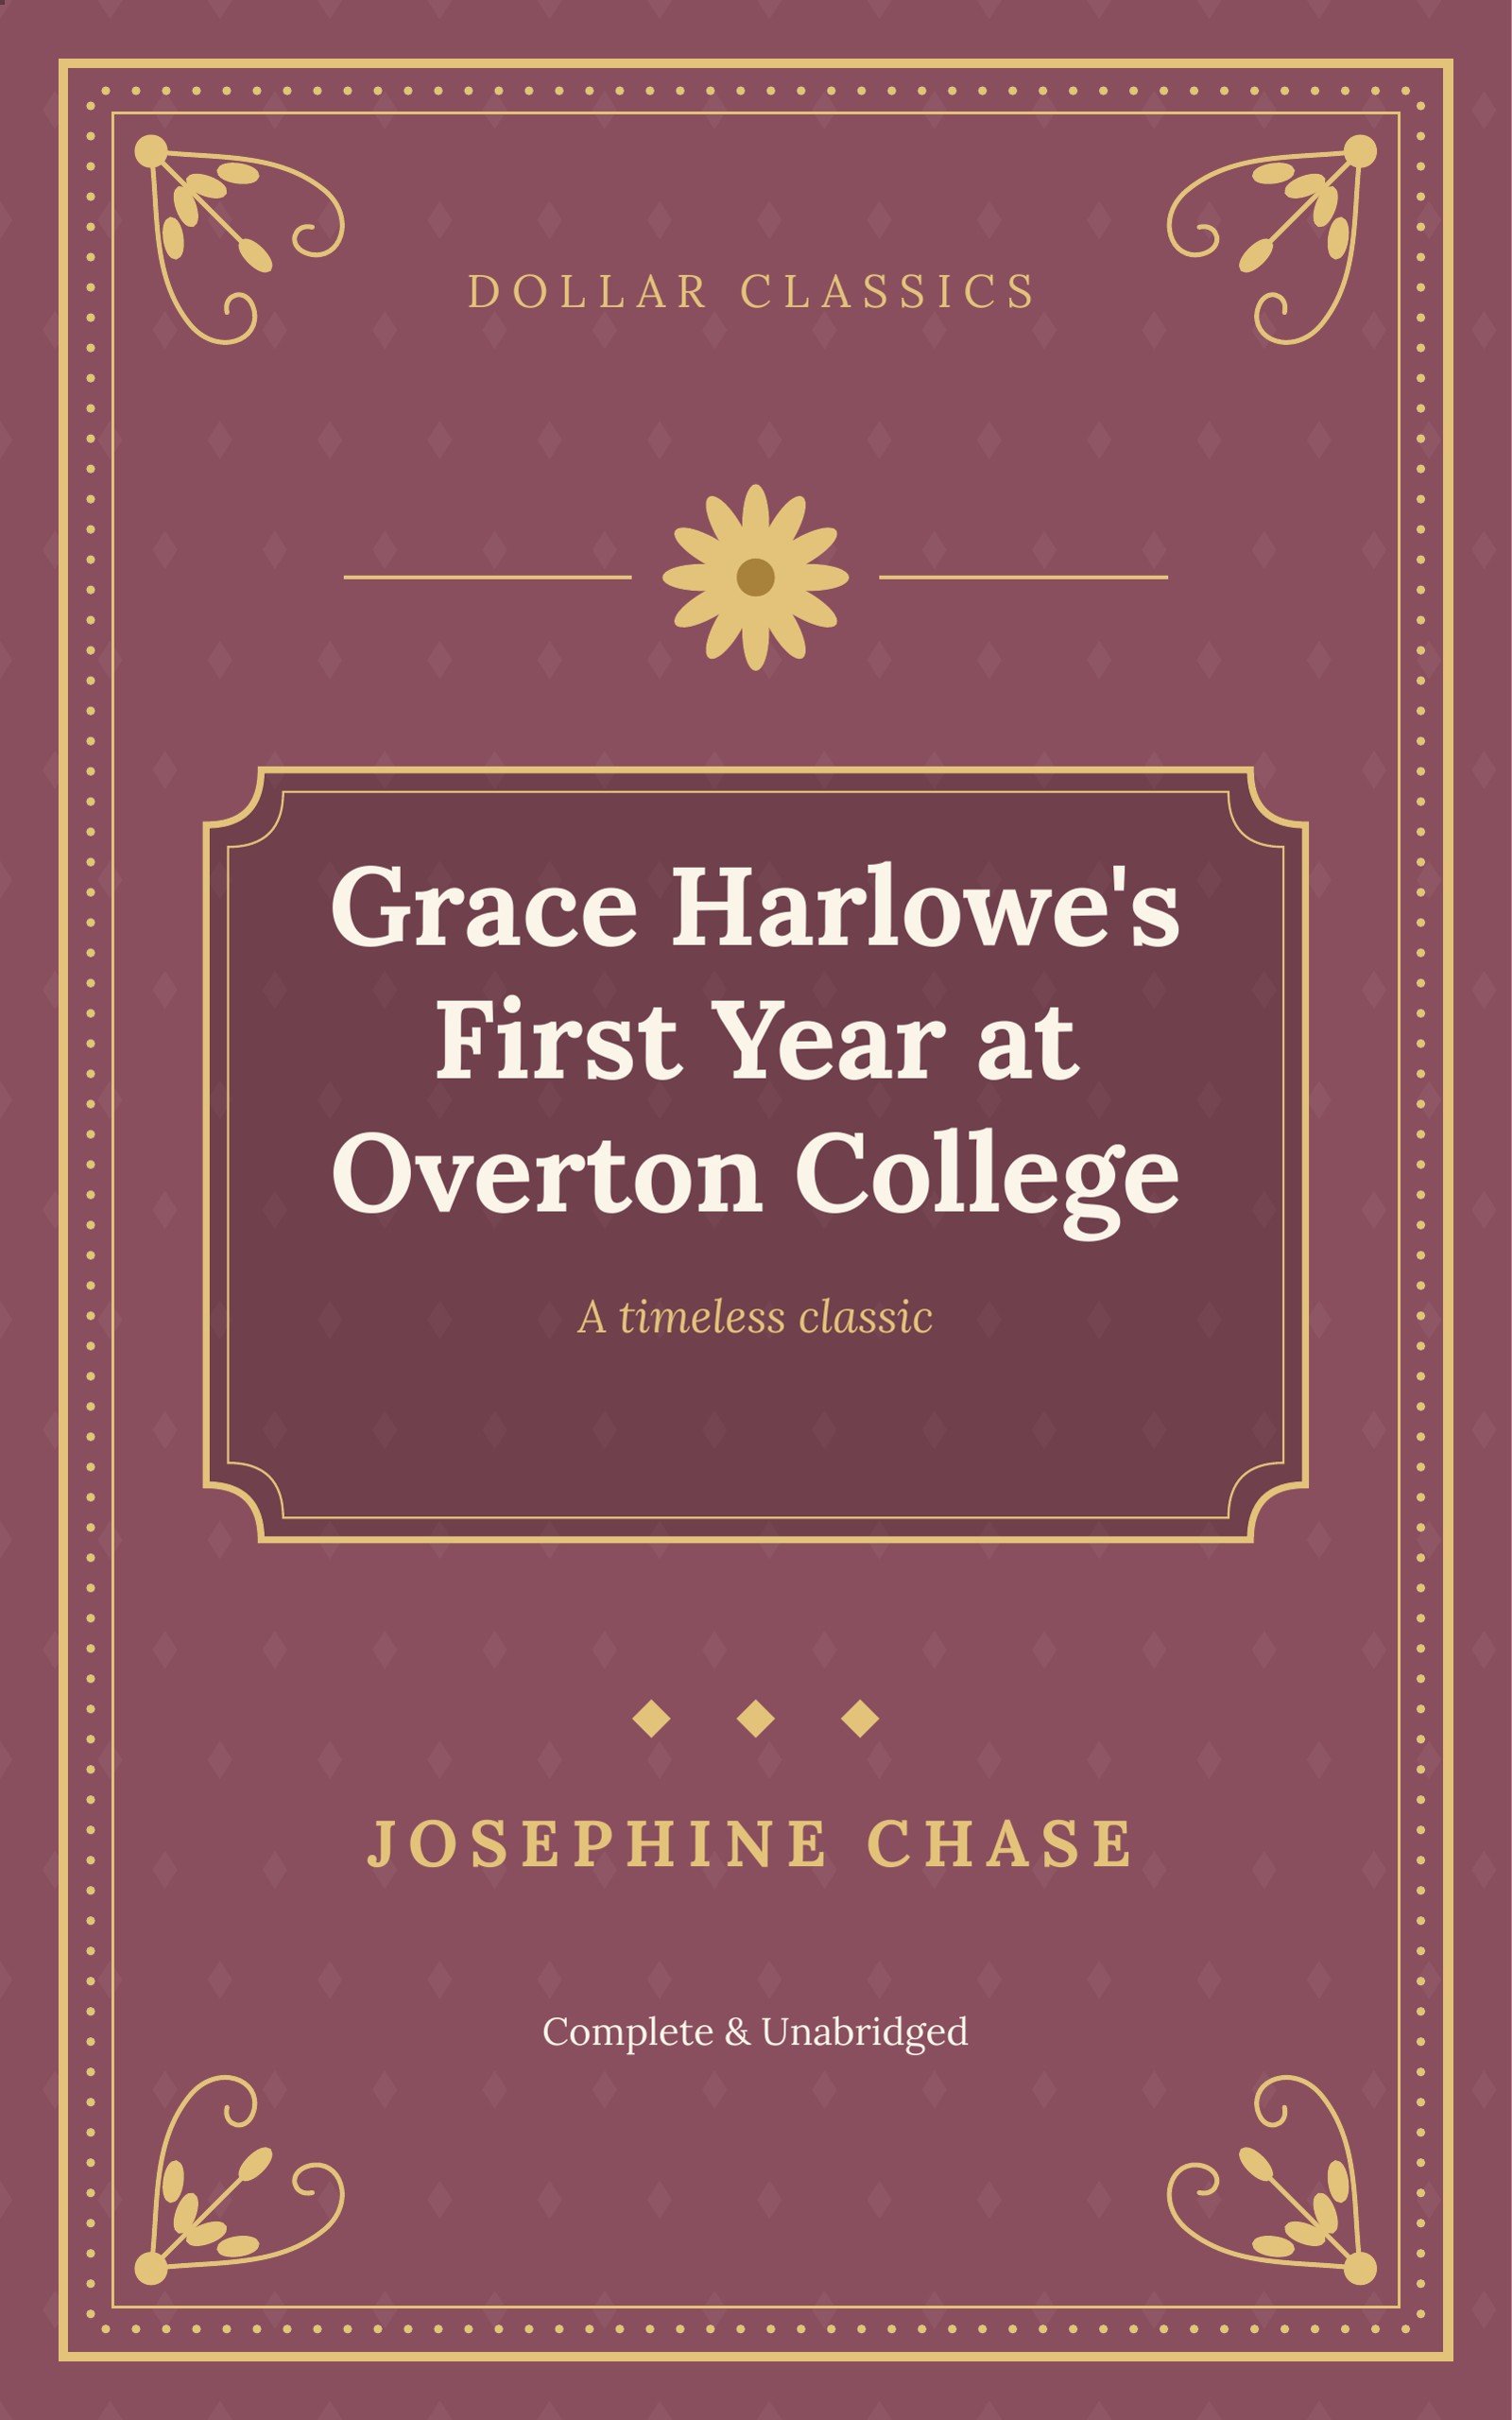 DOLLAR CLASSICS
Grace Harlowe's
First Year at
Overton College
A timeless classic
JOSEPHINE CHASE
Complete & Unabridged